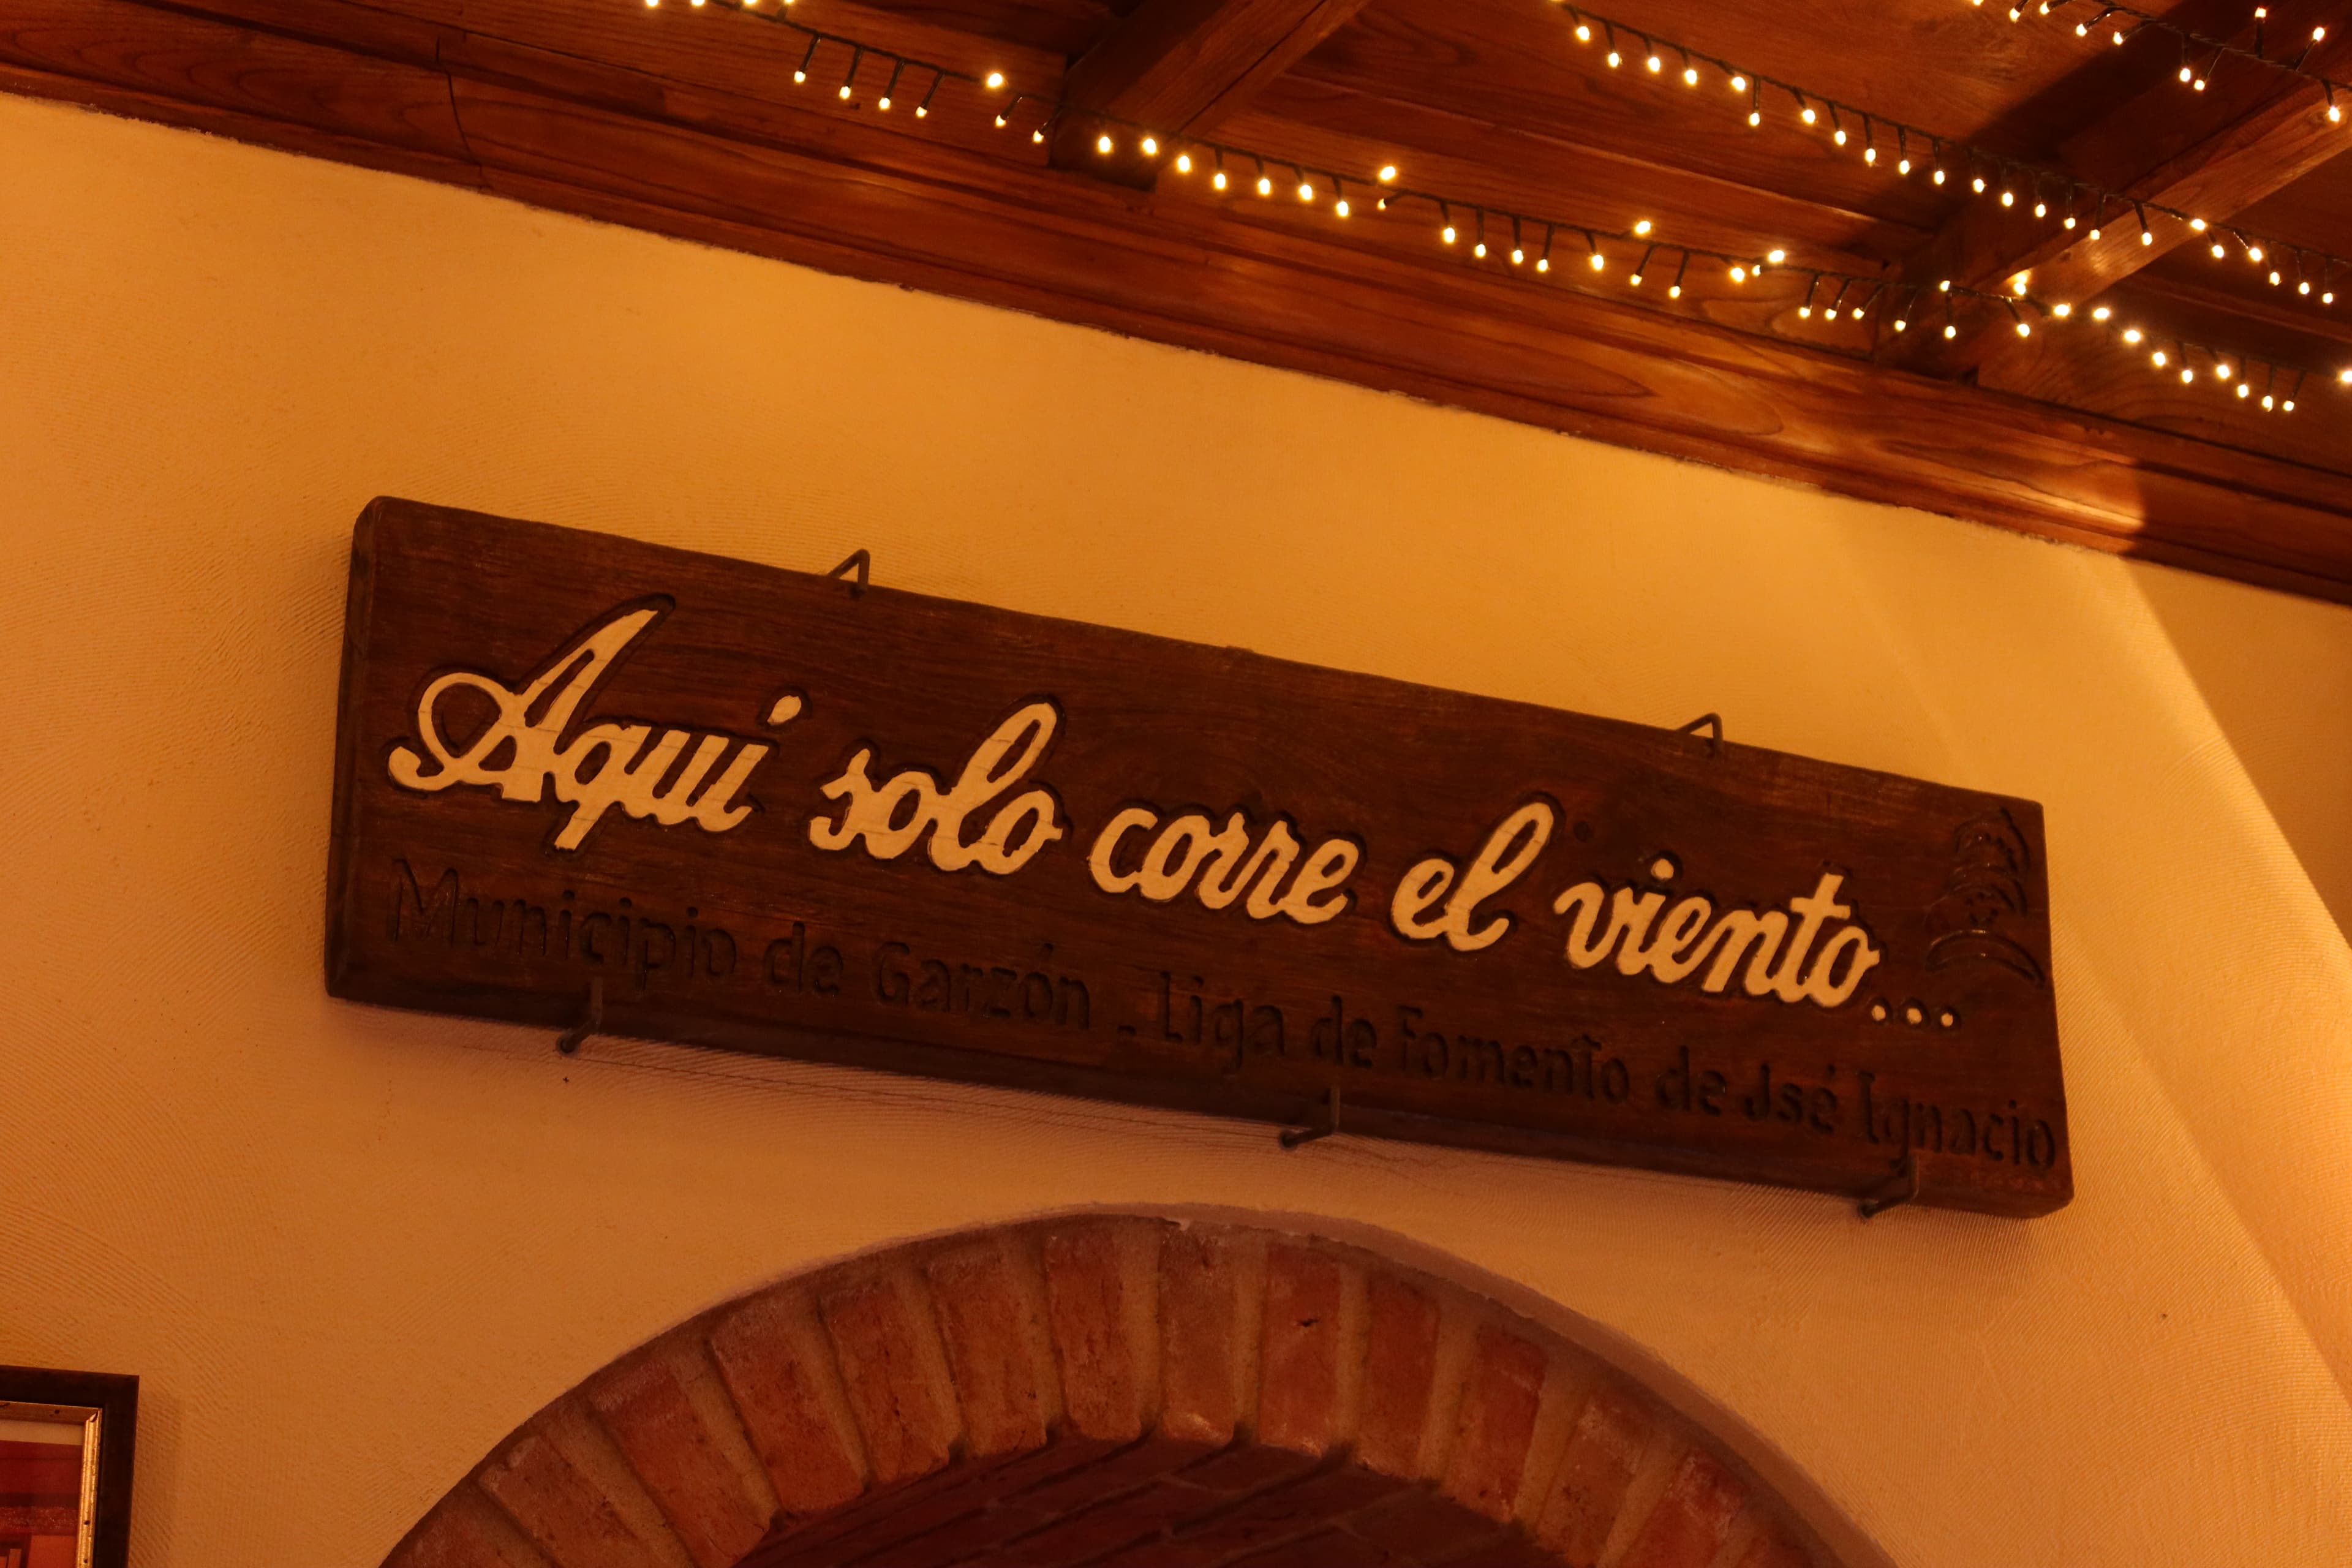 Aqui solo corre el viento...
Municipio de Garzón . Liga de Fomento de Jsé Ignacio